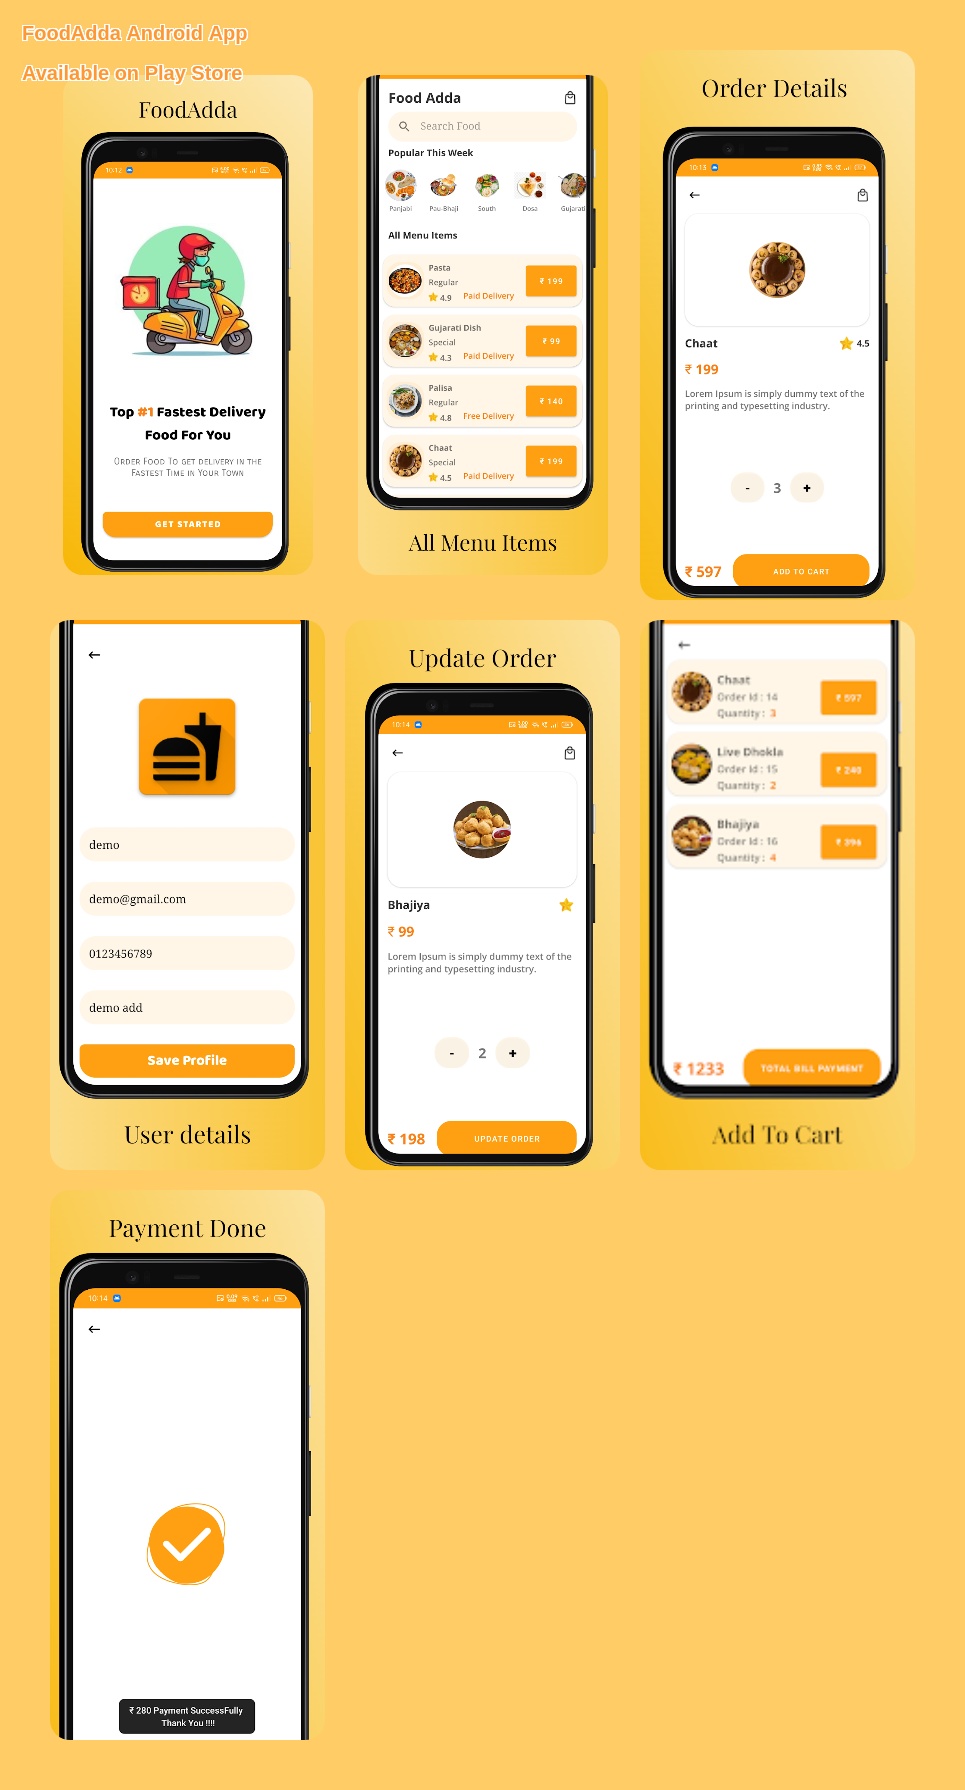 FoodAdda Android App
Available on Play Store
FoodAdda
10:12
Top #1 Fastest Delivery
Food For You
Order Food To get delivery in the
Fastest Time in Your Town
GET STARTED
Food Adda
Search Food
Popular This Week
Panjabi Pau Bhaji South Dosa Gujarati
All Menu Items
Pasta
Regular
4.9 Paid Delivery
₹ 199
Gujarati Dish
Special
4.3 Paid Delivery
₹ 99
Palisa
Regular
4.8 Free Delivery
₹ 140
Chaat
Special
4.5 Paid Delivery
₹ 199
All Menu Items
Order Details
10:13
Chaat 4.5
₹ 199
Lorem Ipsum is simply dummy text of the
printing and typesetting industry.
- 3 +
₹ 597 ADD TO CART
demo
demo@gmail.com
0123456789
demo add
Save Profile
User details
Update Order
10:14
Bhajiya
₹ 99
Lorem Ipsum is simply dummy text of the
printing and typesetting industry.
- 2 +
₹ 198 UPDATE ORDER
Chaat
Order Id : 14
Quantity : 3
₹ 597
Live Dhokla
Order Id : 15
Quantity : 2
₹ 240
Bhajiya
Order Id : 16
Quantity : 4
₹ 396
₹ 1233 TOTAL BILL PAYMENT
Add To Cart
Payment Done
10:14
₹ 280 Payment SuccessFully
Thank You !!!!